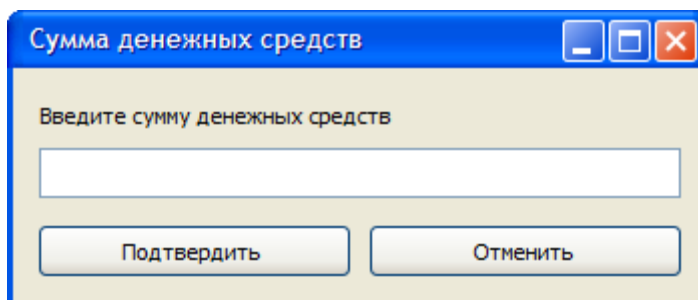 Сумма денежных средств
Введите сумму денежных средств
Подтвердить
Отменить